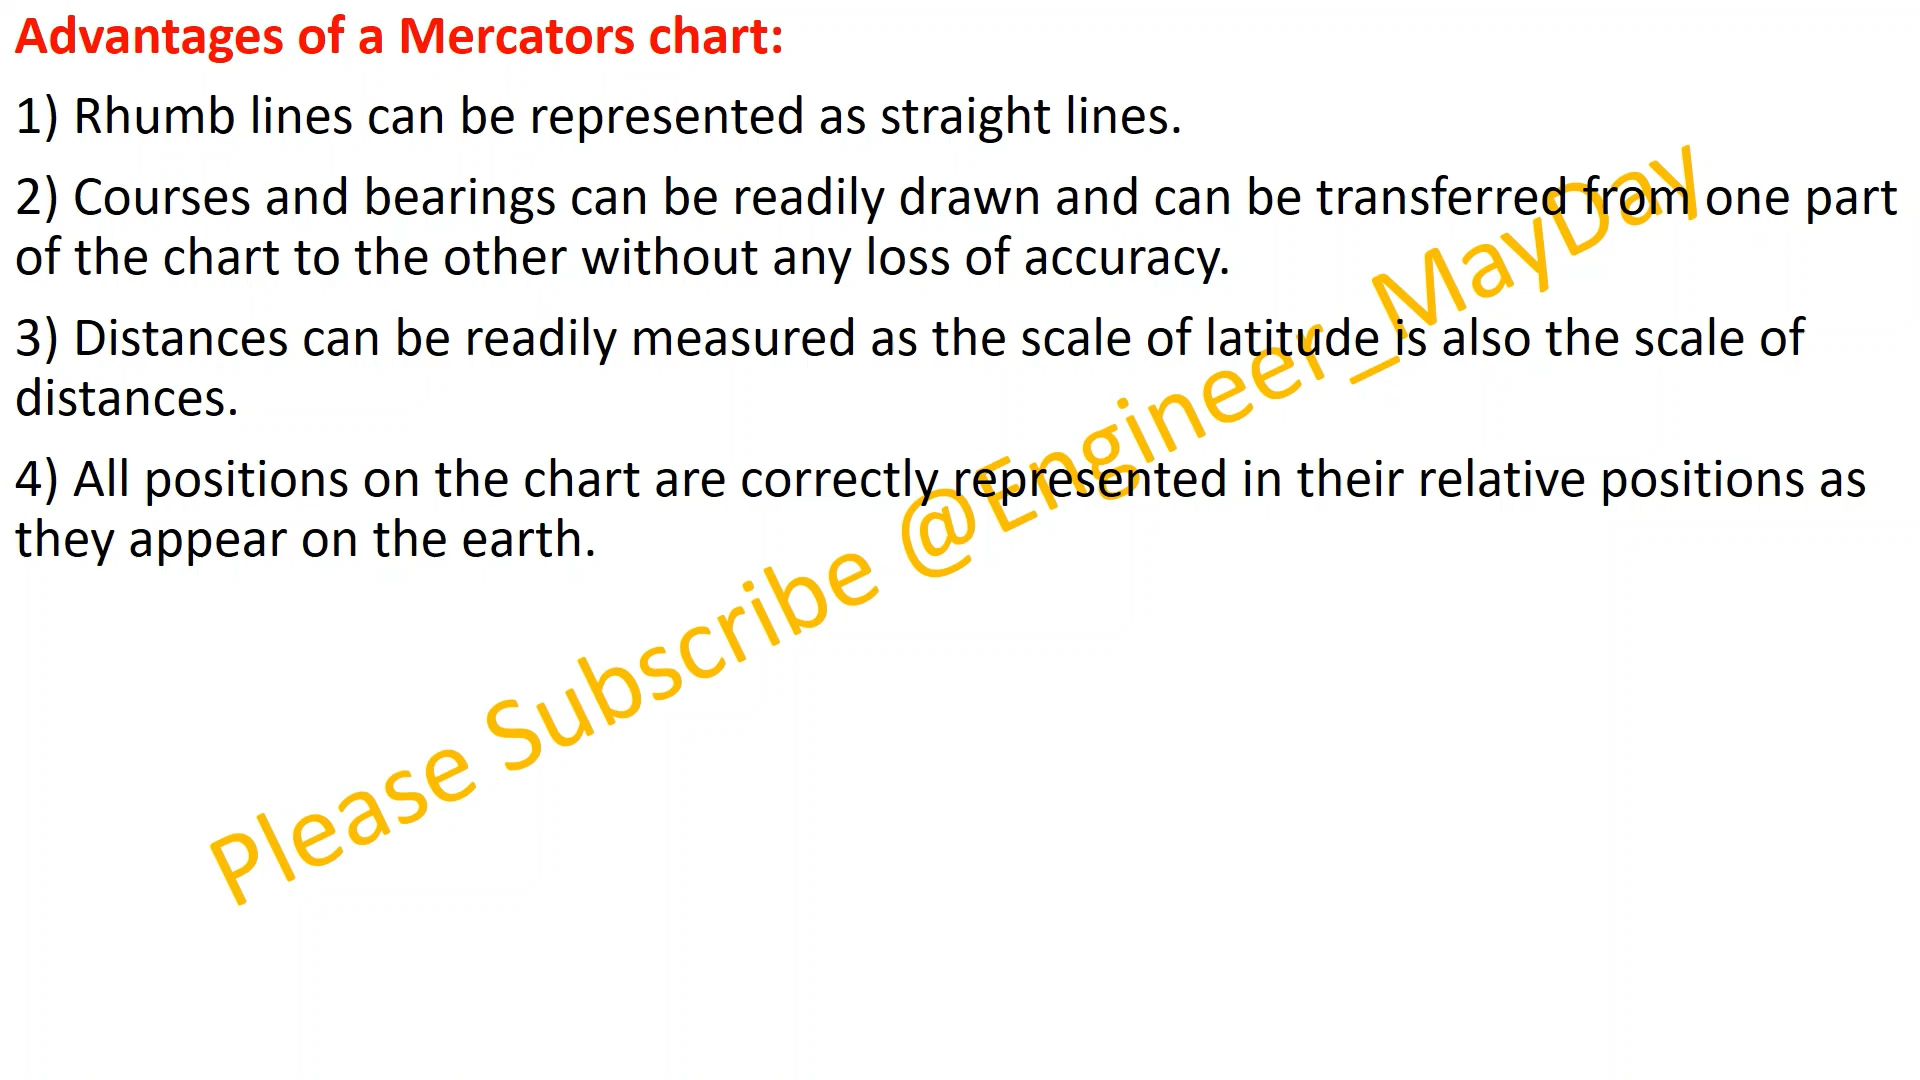 Advantages of a Mercators chart:
1) Rhumb lines can be represented as straight lines.
2) Courses and bearings can be readily drawn and can be transferred from one part
of the chart to the other without any loss of accuracy.
3) Distances can be readily measured as the scale of latitude is also the scale of
distances.
4) All positions on the chart are correctly represented in their relative positions as
they appear on the earth.
Please Subscribe @Engineer_MayDay